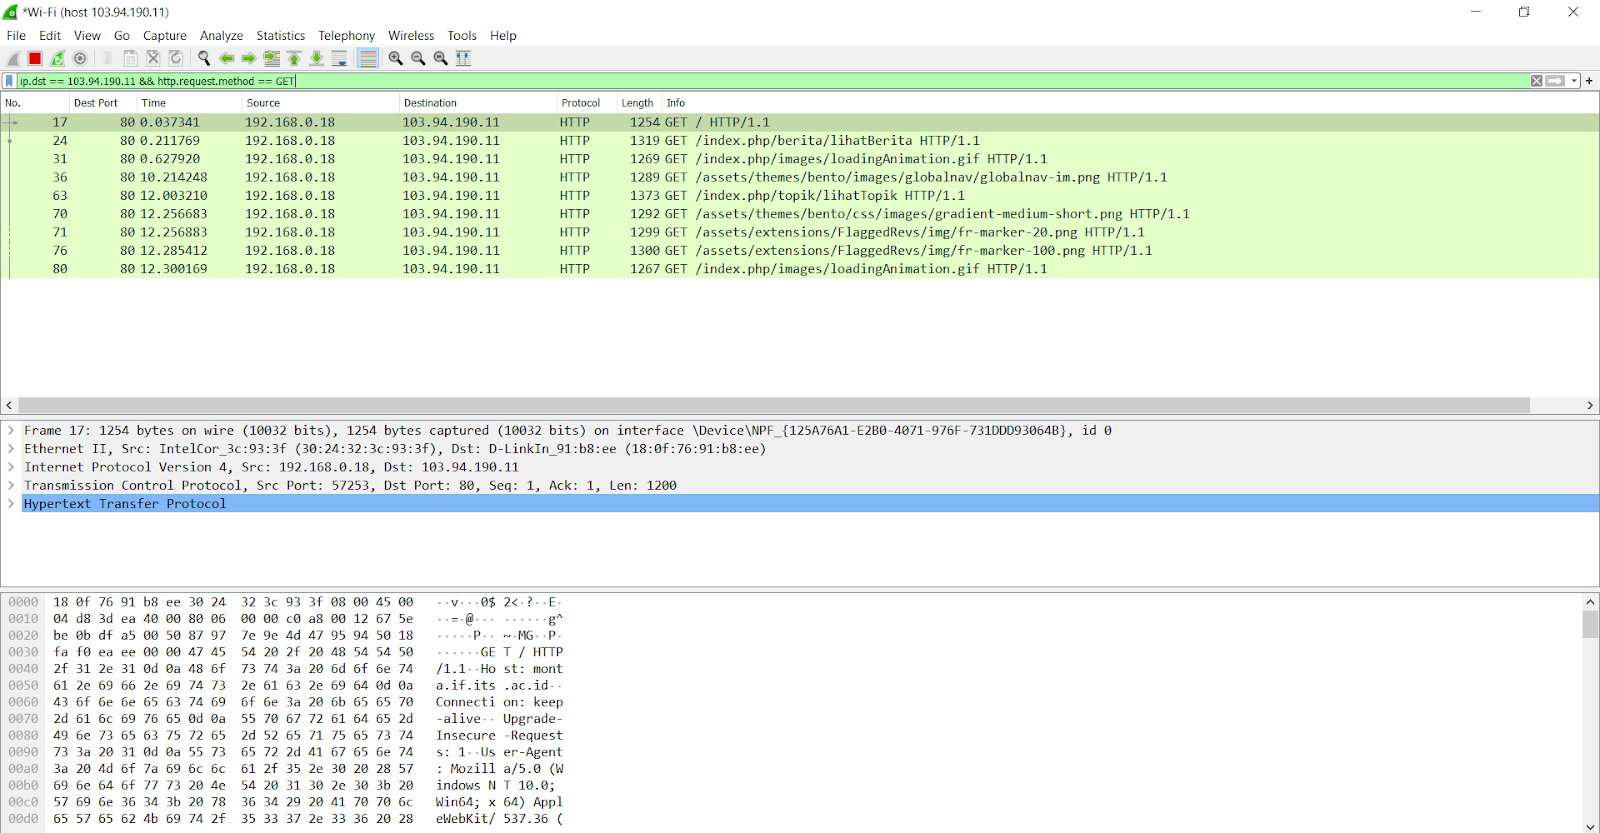 *Wi-Fi (host 103.94.190.11)
File Edit View Go Capture Analyze Statistics Telephony Wireless Tools Help
ip.dst == 103.94.190.11 && http.request.method == GET
No. Dest Port Time Source Destination Protocol Length Info
17 80 0.037341 192.168.0.18 103.94.190.11 HTTP 1254 GET / HTTP/1.1
24 80 0.211769 192.168.0.18 103.94.190.11 HTTP 1319 GET /index.php/berita/lihatBerita HTTP/1.1
31 80 0.627920 192.168.0.18 103.94.190.11 HTTP 1269 GET /index.php/images/loadingAnimation.gif HTTP/1.1
36 80 10.214248 192.168.0.18 103.94.190.11 HTTP 1289 GET /assets/themes/bento/images/globalnav/globalnav-im.png HTTP/1.1
63 80 12.003210 192.168.0.18 103.94.190.11 HTTP 1373 GET /index.php/topik/lihatTopik HTTP/1.1
70 80 12.256683 192.168.0.18 103.94.190.11 HTTP 1292 GET /assets/themes/bento/css/images/gradient-medium-short.png HTTP/1.1
71 80 12.256883 192.168.0.18 103.94.190.11 HTTP 1299 GET /assets/extensions/FlaggedRevs/img/fr-marker-20.png HTTP/1.1
76 80 12.285412 192.168.0.18 103.94.190.11 HTTP 1300 GET /assets/extensions/FlaggedRevs/img/fr-marker-100.png HTTP/1.1
80 80 12.300169 192.168.0.18 103.94.190.11 HTTP 1267 GET /index.php/images/loadingAnimation.gif HTTP/1.1
Frame 17: 1254 bytes on wire (10032 bits), 1254 bytes captured (10032 bits) on interface \Device\NPF_{125A76A1-E2B0-4071-976F-731DDD93064B}, id 0
Ethernet II, Src: IntelCor_3c:93:3f (30:24:32:3c:93:3f), Dst: D-LinkIn_91:b8:ee (18:0f:76:91:b8:ee)
Internet Protocol Version 4, Src: 192.168.0.18, Dst: 103.94.190.11
Transmission Control Protocol, Src Port: 57253, Dst Port: 80, Seq: 1, Ack: 1, Len: 1200
Hypertext Transfer Protocol
0000 18 0f 76 91 b8 ee 30 24 32 3c 93 3f 08 00 45 00 ··v···0$ 2<·?··E·
0010 04 d8 3d ea 40 00 80 06 00 00 c0 a8 00 12 67 5e ··=·@··· ······g^
0020 be 0b df a5 00 50 87 97 7e 9e 4d 47 95 94 50 18 ·····P·· ~·MG··P·
0030 fa f0 ea ee 00 00 47 45 54 20 2f 20 48 54 54 50 ······GE T / HTTP
0040 2f 31 2e 31 0d 0a 48 6f 73 74 3a 20 6d 6f 6e 74 /1.1··Ho st: mont
0050 61 2e 69 66 2e 69 74 73 2e 61 63 2e 69 64 0d 0a a.if.its .ac.id··
0060 43 6f 6e 6e 65 63 74 69 6f 6e 3a 20 6b 65 65 70 Connecti on: keep
0070 2d 61 6c 69 76 65 0d 0a 55 70 67 72 61 64 65 2d -alive·· Upgrade-
0080 49 6e 73 65 63 75 72 65 2d 52 65 71 75 65 73 74 Insecure -Request
0090 73 3a 20 31 0d 0a 55 73 65 72 2d 41 67 65 6e 74 s: 1··Us er-Agent
00a0 3a 20 4d 6f 7a 69 6c 6c 61 2f 35 2e 30 20 28 57 : Mozill a/5.0 (W
00b0 69 6e 64 6f 77 73 20 4e 54 20 31 30 2e 30 3b 20 indows N T 10.0;
00c0 57 69 6e 36 34 3b 20 78 36 34 29 20 41 70 70 6c Win64; x 64) Appl
00d0 65 57 65 62 4b 69 74 2f 35 33 37 2e 33 36 20 28 eWebKit/ 537.36 (